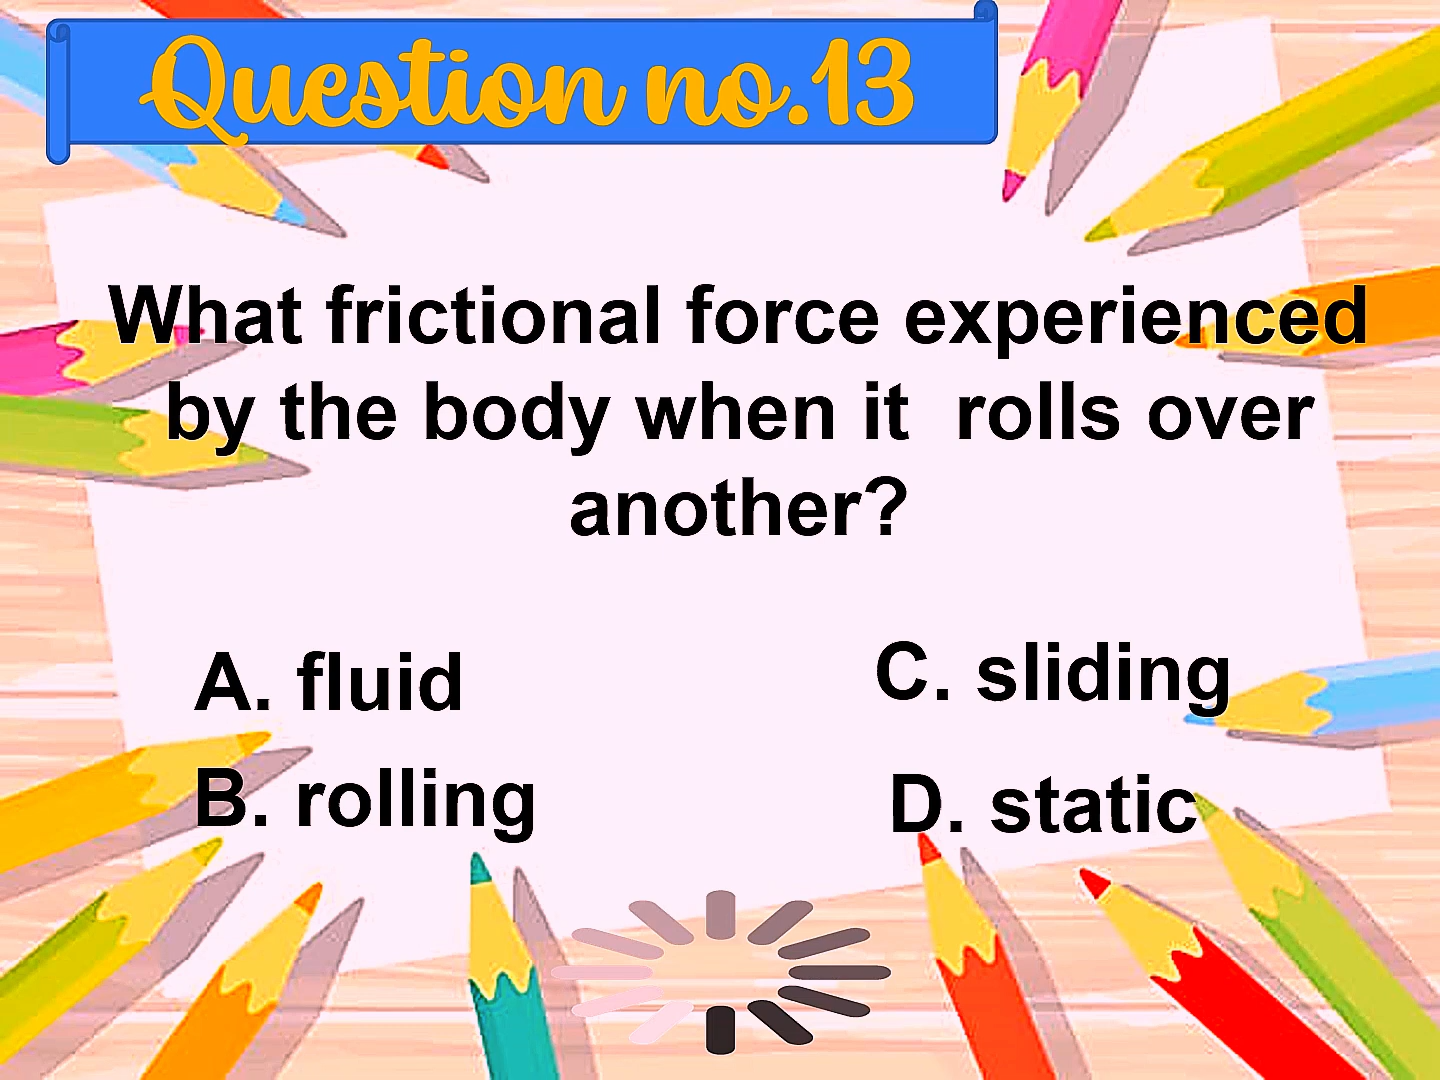 Question no.13
What frictional force experienced
by the body when it rolls over
another?
A. fluid
C. sliding
B. rolling
D. static